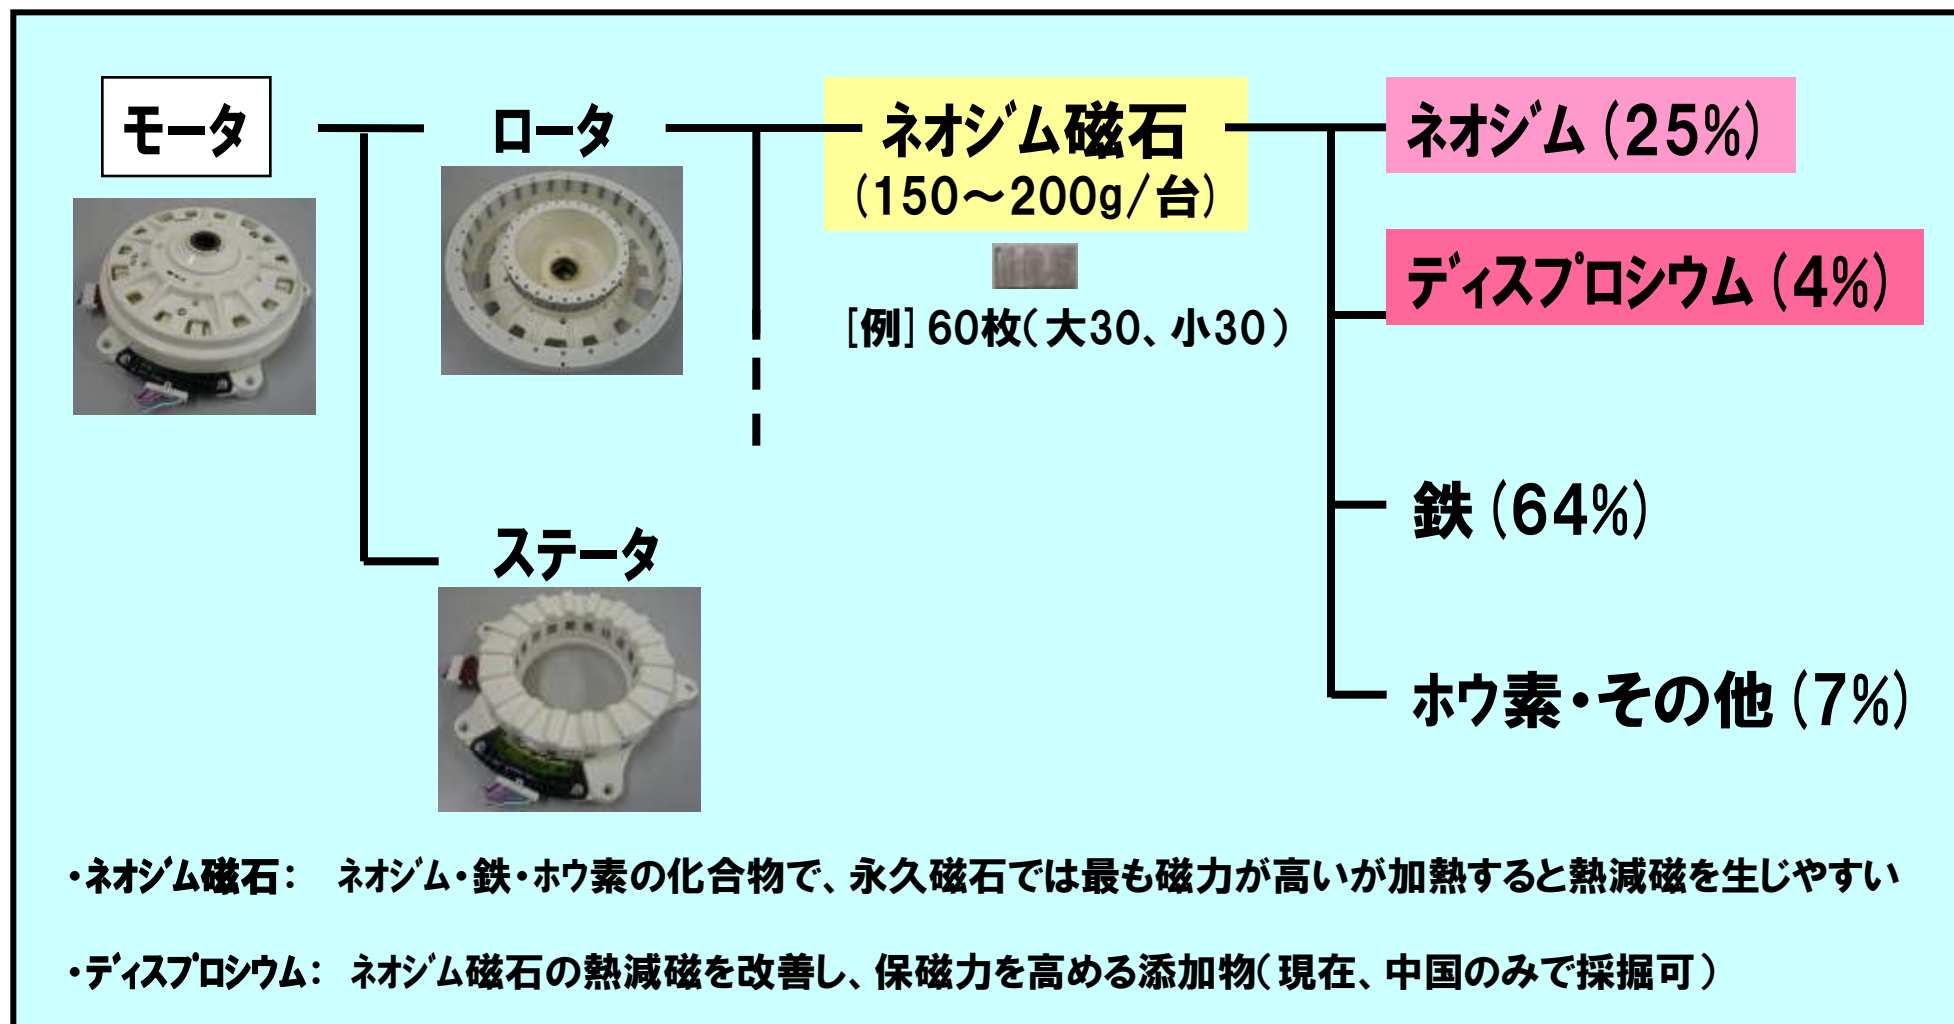 モータ
ロータ
ネオジム磁石
(150～200g/台)
[例] 60枚(大30、小30)
ネオジム(25%)
ディスプロシウム(4%)
鉄(64%)
ホウ素・その他(7%)
ステータ
・ネオジム磁石： ネオジム・鉄・ホウ素の化合物で、永久磁石では最も磁力が高いが加熱すると熱減磁を生じやすい
・ディスプロシウム： ネオジム磁石の熱減磁を改善し、保磁力を高める添加物(現在、中国のみで採掘可)